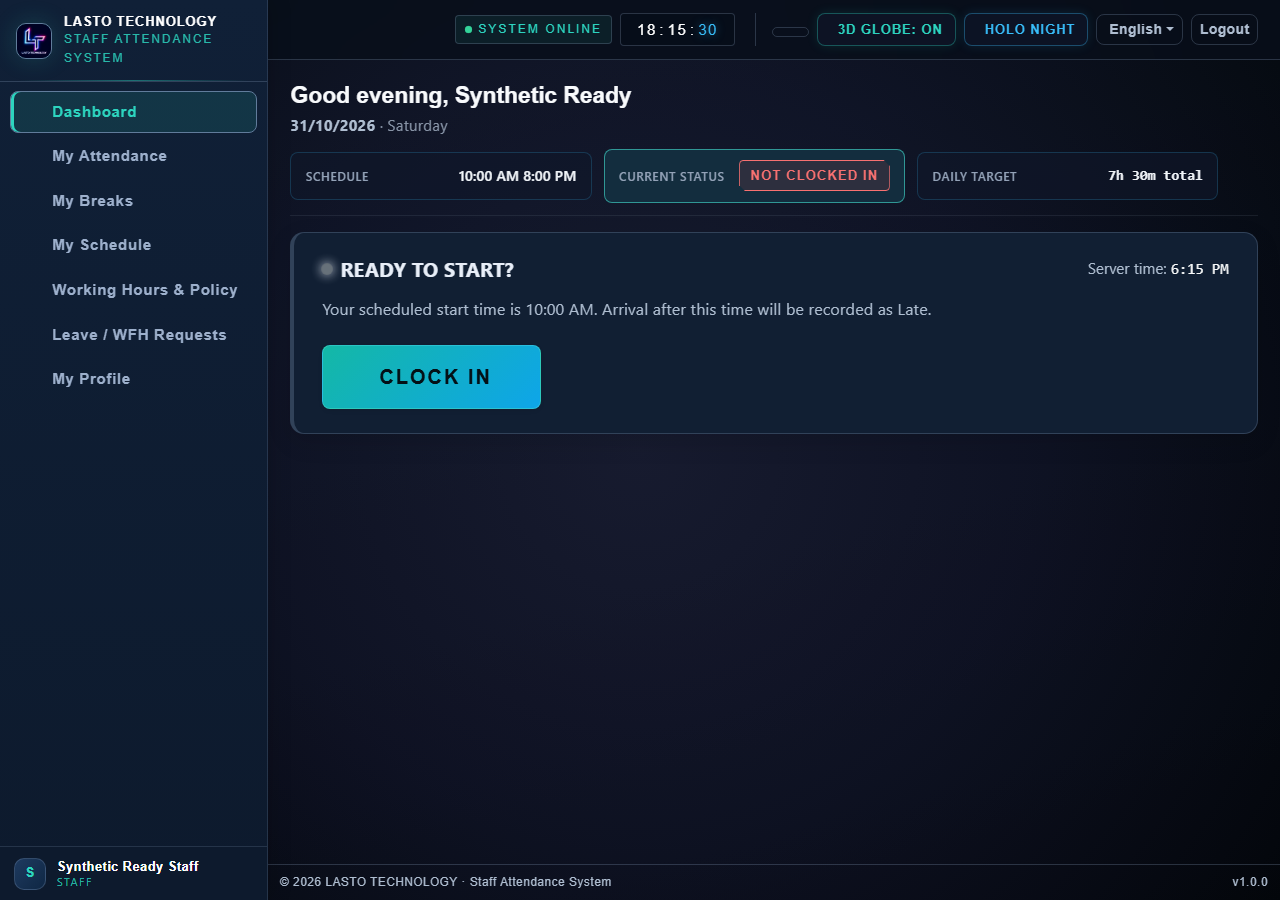 LASTO TECHNOLOGY
STAFF ATTENDANCE
SYSTEM
SYSTEM ONLINE
18:15:30
3D GLOBE: ON
HOLO NIGHT
English
Logout
Dashboard
My Attendance
My Breaks
My Schedule
Working Hours & Policy
Leave / WFH Requests
My Profile
Good evening, Synthetic Ready
31/10/2026 · Saturday
SCHEDULE 10:00 AM 8:00 PM
CURRENT STATUS NOT CLOCKED IN
DAILY TARGET 7h 30m total
READY TO START?
Server time: 6:15 PM
Your scheduled start time is 10:00 AM. Arrival after this time will be recorded as Late.
CLOCK IN
S
Synthetic Ready Staff
STAFF
© 2026 LASTO TECHNOLOGY · Staff Attendance System
v1.0.0